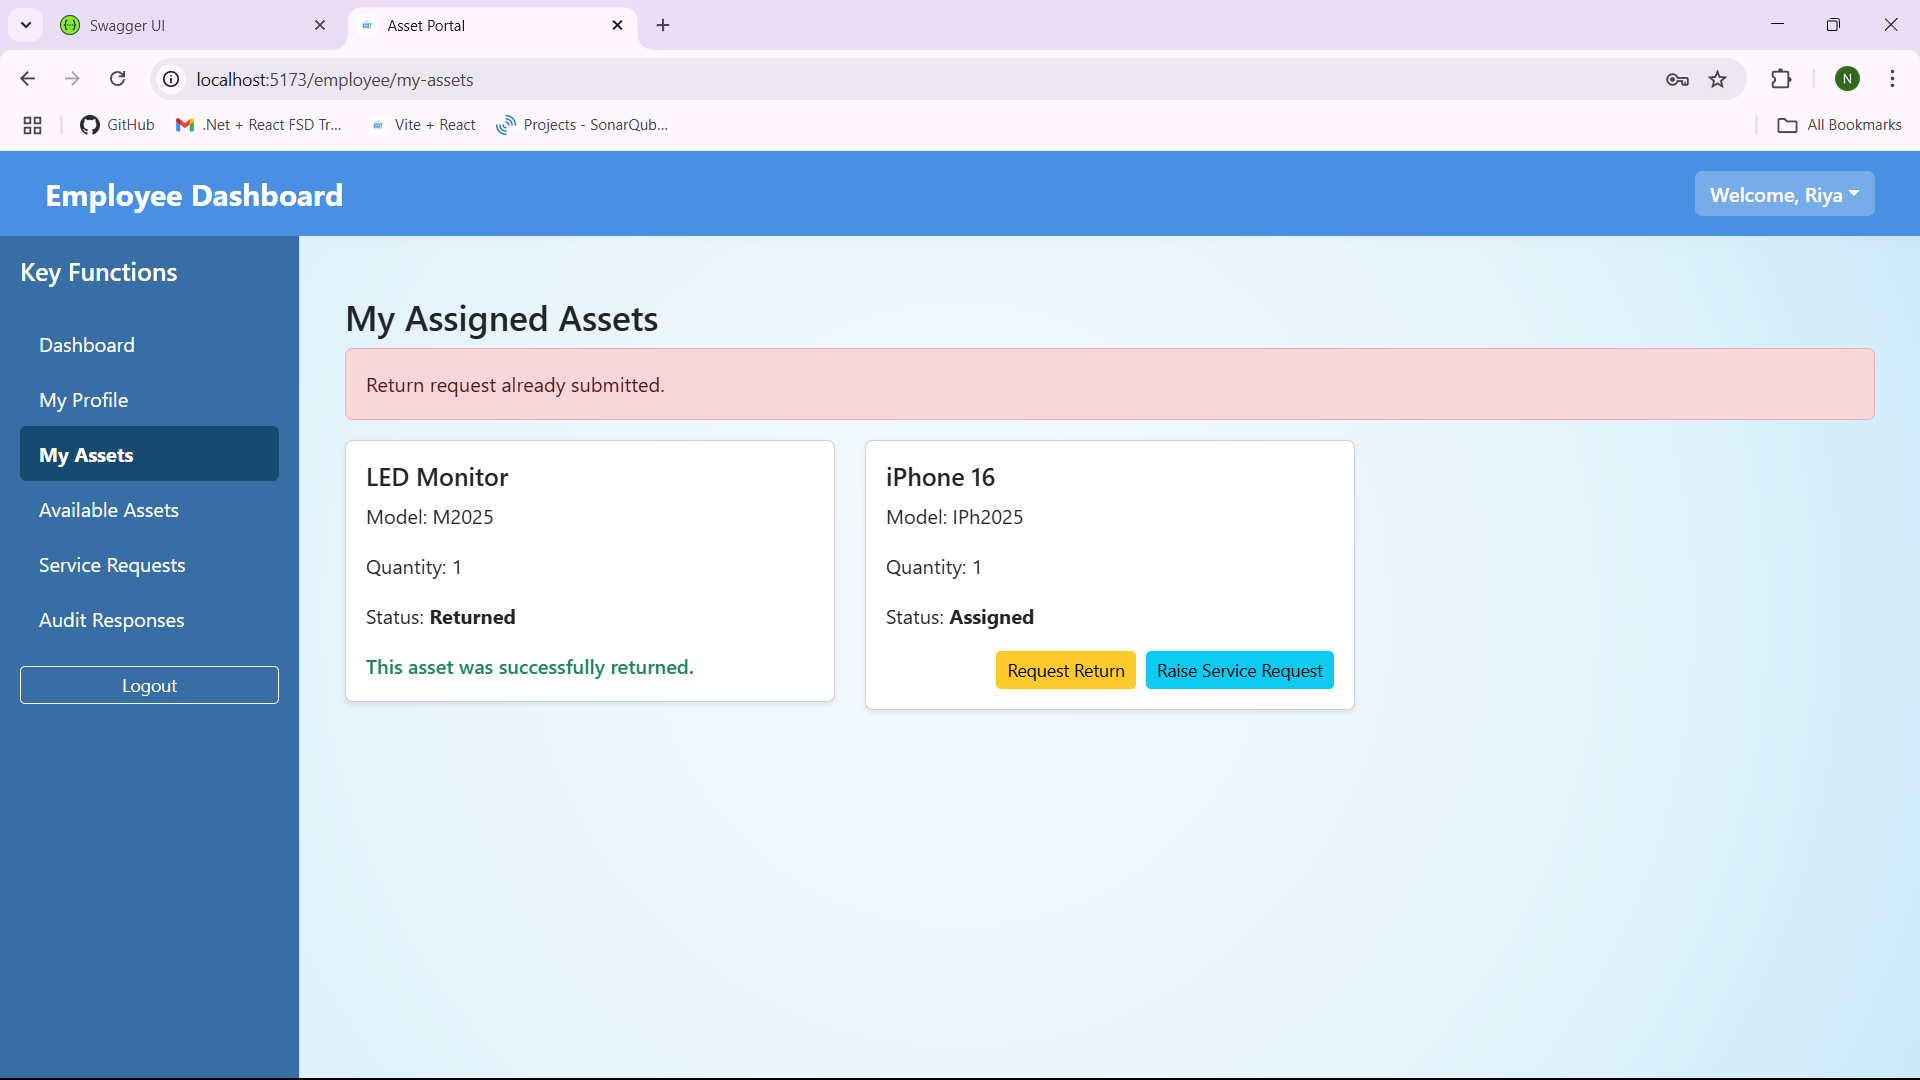 Swagger UI
Asset Portal
localhost:5173/employee/my-assets
N
GitHub
.Net + React FSD Tr...
Vite + React
Projects - SonarQub...
All Bookmarks
Employee Dashboard
Welcome, Riya
Key Functions
Dashboard
My Profile
My Assets
Available Assets
Service Requests
Audit Responses
Logout
My Assigned Assets
Return request already submitted.
LED Monitor
Model: M2025
Quantity: 1
Status: Returned
This asset was successfully returned.
iPhone 16
Model: IPh2025
Quantity: 1
Status: Assigned
Request Return
Raise Service Request